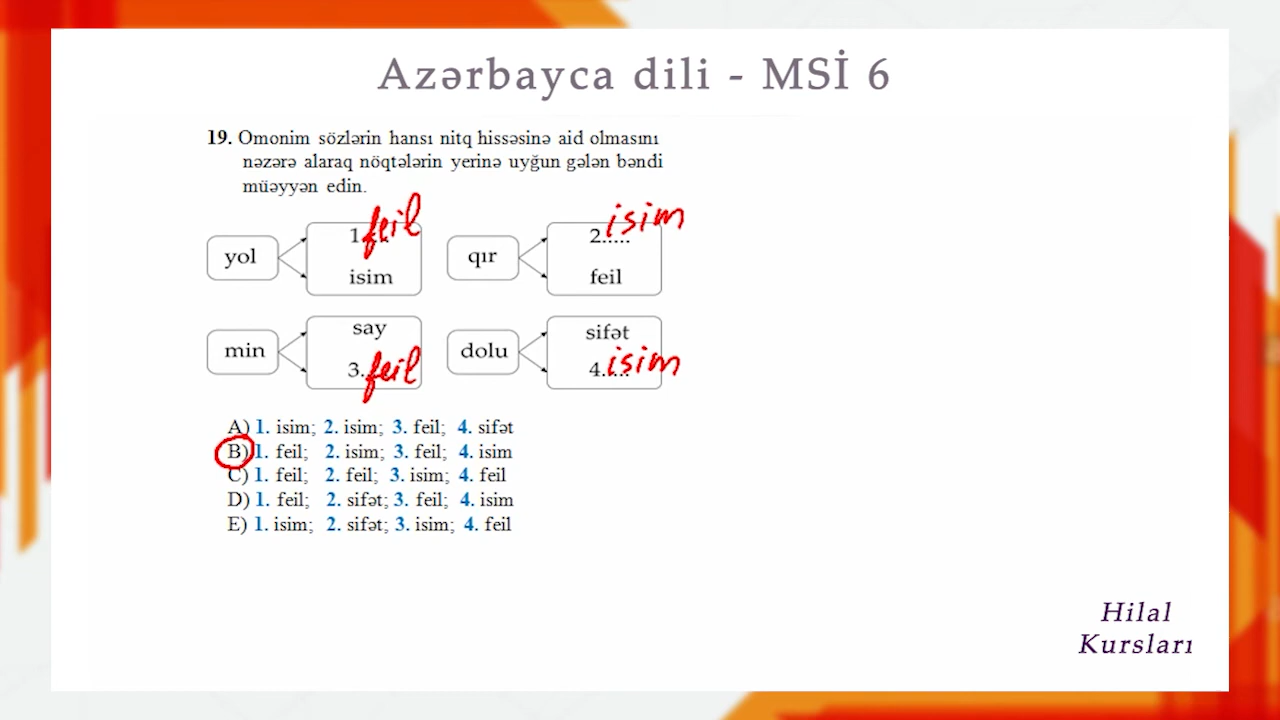 Azərbayca dili - MSİ 6
19. Omonim sözlərin hansı nitq hissəsinə aid olmasını
nəzərə alaraq nöqtələrin yerinə uyğun gələn bəndi
müəyyən edin.
yol
1.... feil
isim
qır
2..... isim
feil
min
say
3.... feil
dolu
sifət
4..... isim
A) 1. isim; 2. isim; 3. feil; 4. sifət
B) 1. feil; 2. isim; 3. feil; 4. isim
C) 1. feil; 2. feil; 3. isim; 4. feil
D) 1. feil; 2. sifət; 3. feil; 4. isim
E) 1. isim; 2. sifət; 3. isim; 4. feil
Hilal
Kursları